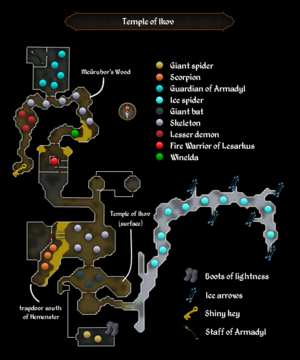 Temple of Ikov
McGrubor's Wood
Giant spider
Scorpion
Guardian of Armadyl
Ice spider
Giant bat
Skeleton
Lesser demon
Fire Warrior of Lesarkus
Winelda
Temple of Ikov
(surface)
trapdoor south
of Hemenster
Boots of lightness
Ice arrows
Shiny key
Staff of Armadyl